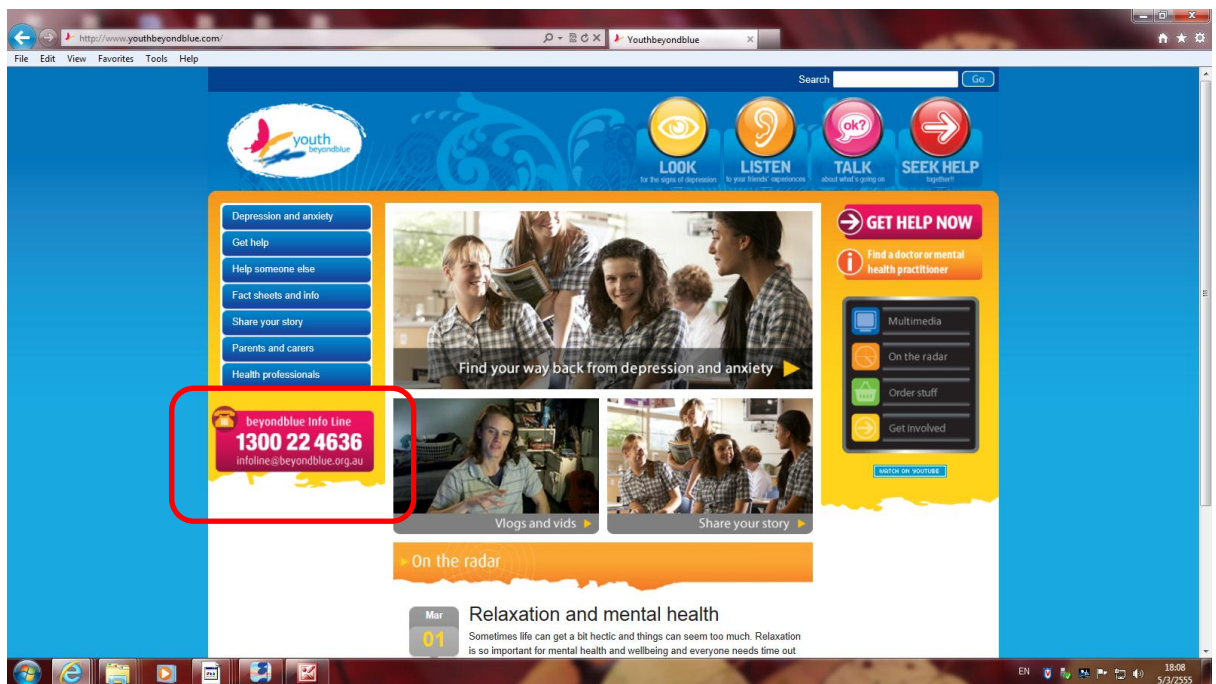 http://www.youthbeyondblue.com/
Youthbeyondblue
File Edit View Favorites Tools Help
Search
Go
youth
beyondblue
LOOK
for the signs of depression
LISTEN
to your friends' experiences
ok?
TALK
about what's going on
SEEK HELP
together!!
Depression and anxiety
Get help
Help someone else
Fact sheets and info
Share your story
Parents and carers
Health professionals
beyondblue Info Line
1300 22 4636
infoline@beyondblue.org.au
Find your way back from depression and anxiety
Vlogs and vids
Share your story
GET HELP NOW
Find a doctor or mental
health practitioner
Multimedia
On the radar
Order stuff
Get involved
WATCH ON YOUTUBE
On the radar
Mar
01
Relaxation and mental health
Sometimes life can get a bit hectic and things can seem too much. Relaxation
is so important for mental health and wellbeing and everyone needs time out
EN
18:08
5/3/2555